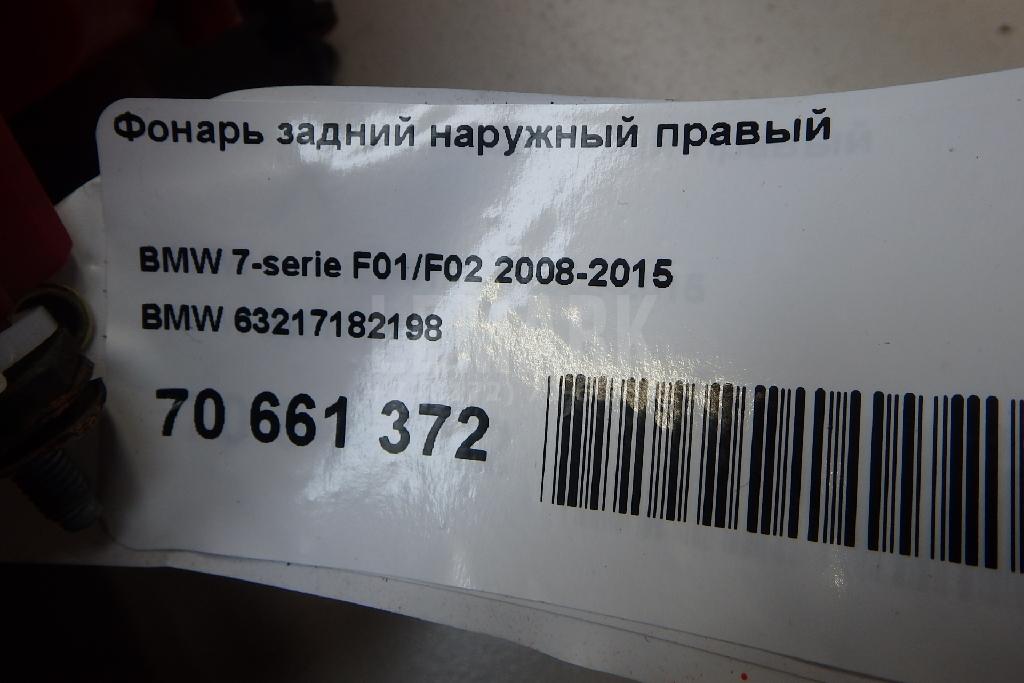 Фонарь задний наружный правый
BMW 7-serie F01/F02 2008-2015
BMW 63217182198
70 661 372